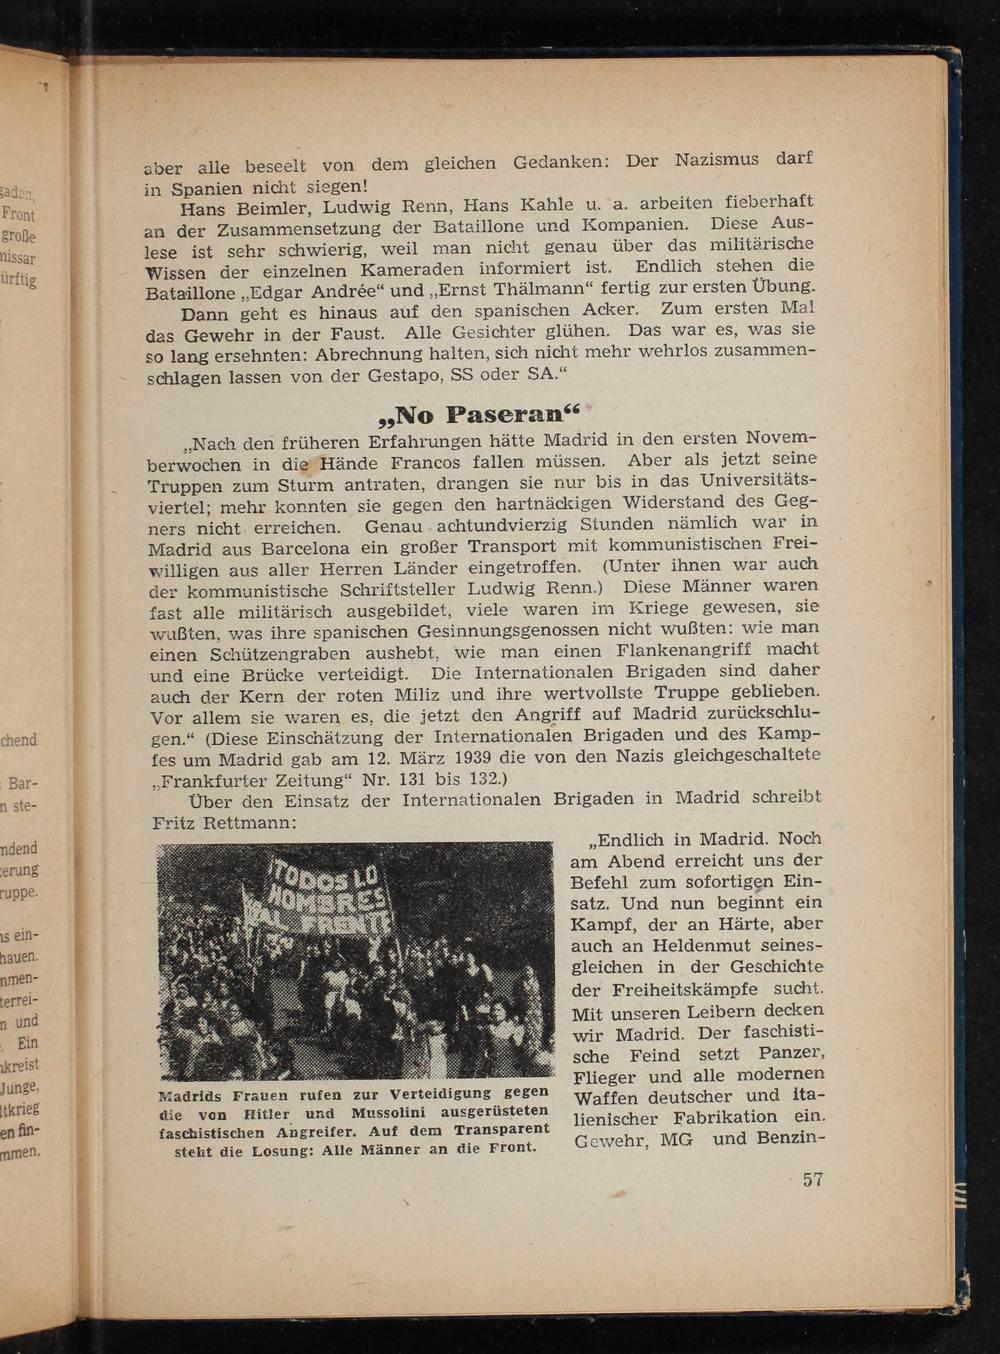 aber alle beseelt von dem gleichen Gedanken: Der Nazismus darf
in Spanien nicht siegen!
Hans Beimler, Ludwig Renn, Hans Kahle u. a. arbeiten fieberhaft
an der Zusammensetzung der Bataillone und Kompanien. Diese Aus-
lese ist sehr schwierig, weil man nicht genau über das militärische
Wissen der einzelnen Kameraden informiert ist. Endlich stehen die
Bataillone „Edgar Andrée“ und „Ernst Thälmann“ fertig zur ersten Übung.
Dann geht es hinaus auf den spanischen Acker. Zum ersten Mal
das Gewehr in der Faust. Alle Gesichter glühen. Das war es, was sie
so lang ersehnten: Abrechnung halten, sich nicht mehr wehrlos zusammen-
schlagen lassen von der Gestapo, SS oder SA.“
„No Paseran“
„Nach den früheren Erfahrungen hätte Madrid in den ersten Novem-
berwochen in die Hände Francos fallen müssen. Aber als jetzt seine
Truppen zum Sturm antraten, drangen sie nur bis in das Universitäts-
viertel; mehr konnten sie gegen den hartnäckigen Widerstand des Geg-
ners nicht erreichen. Genau achtundvierzig Stunden nämlich war in
Madrid aus Barcelona ein großer Transport mit kommunistischen Frei-
willigen aus aller Herren Länder eingetroffen. (Unter ihnen war auch
der kommunistische Schriftsteller Ludwig Renn.) Diese Männer waren
fast alle militärisch ausgebildet, viele waren im Kriege gewesen, sie
wußten, was ihre spanischen Gesinnungsgenossen nicht wußten: wie man
einen Schützengraben aushebt, wie man einen Flankenangriff macht
und eine Brücke verteidigt. Die Internationalen Brigaden sind daher
auch der Kern der roten Miliz und ihre wertvollste Truppe geblieben.
Vor allem sie waren es, die jetzt den Angriff auf Madrid zurückschlu-
gen.“ (Diese Einschätzung der Internationalen Brigaden und des Kamp-
fes um Madrid gab am 12. März 1939 die von den Nazis gleichgeschaltete
„Frankfurter Zeitung“ Nr. 131 bis 132.)
Über den Einsatz der Internationalen Brigaden in Madrid schreibt
Fritz Rettmann:
¡TODOS LO
HOMBRES
AL FRENTE
Madrids Frauen rufen zur Verteidigung gegen
die von Hitler und Mussolini ausgerüsteten
faschistischen Angreifer. Auf dem Transparent
steht die Losung: Alle Männer an die Front.
„Endlich in Madrid. Noch
am Abend erreicht uns der
Befehl zum sofortigen Ein-
satz. Und nun beginnt ein
Kampf, der an Härte, aber
auch an Heldenmut seines-
gleichen in der Geschichte
der Freiheitskämpfe sucht.
Mit unseren Leibern decken
wir Madrid. Der faschisti-
sche Feind setzt Panzer,
Flieger und alle modernen
Waffen deutscher und ita-
lienischer Fabrikation ein.
Gewehr, MG und Benzin-
57